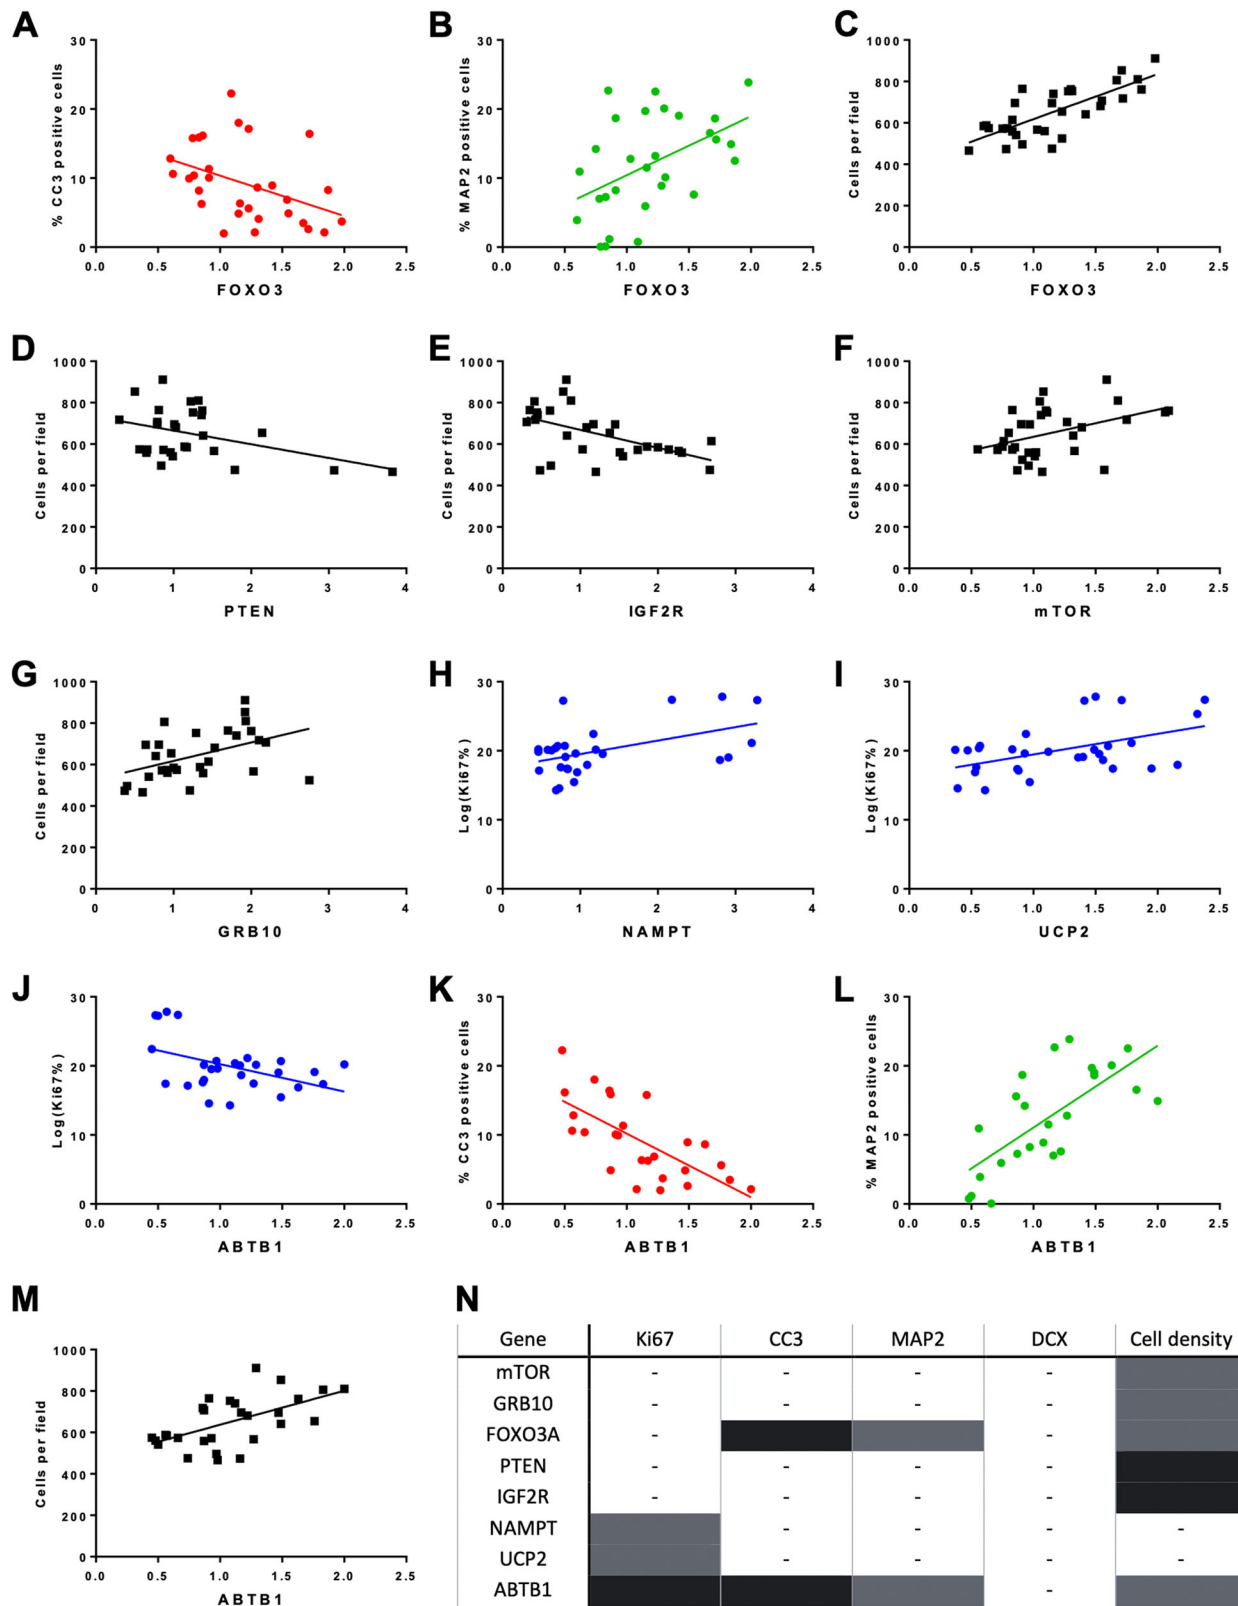 A
B
C
30
20
10
0
% CC3 positive cells
0.0 0.5 1.0 1.5 2.0 2.5
FOXO3
30
20
10
0
% MAP2 positive cells
0.0 0.5 1.0 1.5 2.0 2.5
FOXO3
1000
800
600
400
200
0
Cells per field
0.0 0.5 1.0 1.5 2.0 2.5
FOXO3
D
E
F
1000
800
600
400
200
0
Cells per field
0 1 2 3 4
PTEN
1000
800
600
400
200
0
Cells per field
0 1 2 3 4
IGF2R
1000
800
600
400
200
0
Cells per field
0.0 0.5 1.0 1.5 2.0 2.5
mTOR
G
H
I
1000
800
600
400
200
0
Cells per field
0 1 2 3 4
GRB10
30
20
10
0
Log(Ki67%)
0 1 2 3 4
NAMPT
30
20
10
0
Log(Ki67%)
0.0 0.5 1.0 1.5 2.0 2.5
UCP2
J
K
L
30
20
10
0
Log(Ki67%)
0.0 0.5 1.0 1.5 2.0 2.5
ABTB1
30
20
10
0
% CC3 positive cells
0.0 0.5 1.0 1.5 2.0 2.5
ABTB1
30
20
10
0
% MAP2 positive cells
0.0 0.5 1.0 1.5 2.0 2.5
ABTB1
M
1000
800
600
400
200
0
Cells per field
0.0 0.5 1.0 1.5 2.0 2.5
ABTB1
N
Gene Ki67 CC3 MAP2 DCX Cell density
mTOR - - - -
GRB10 - - - -
FOXO3A - -
PTEN - - - -
IGF2R - - - -
NAMPT - - - -
UCP2 - - - -
ABTB1 -